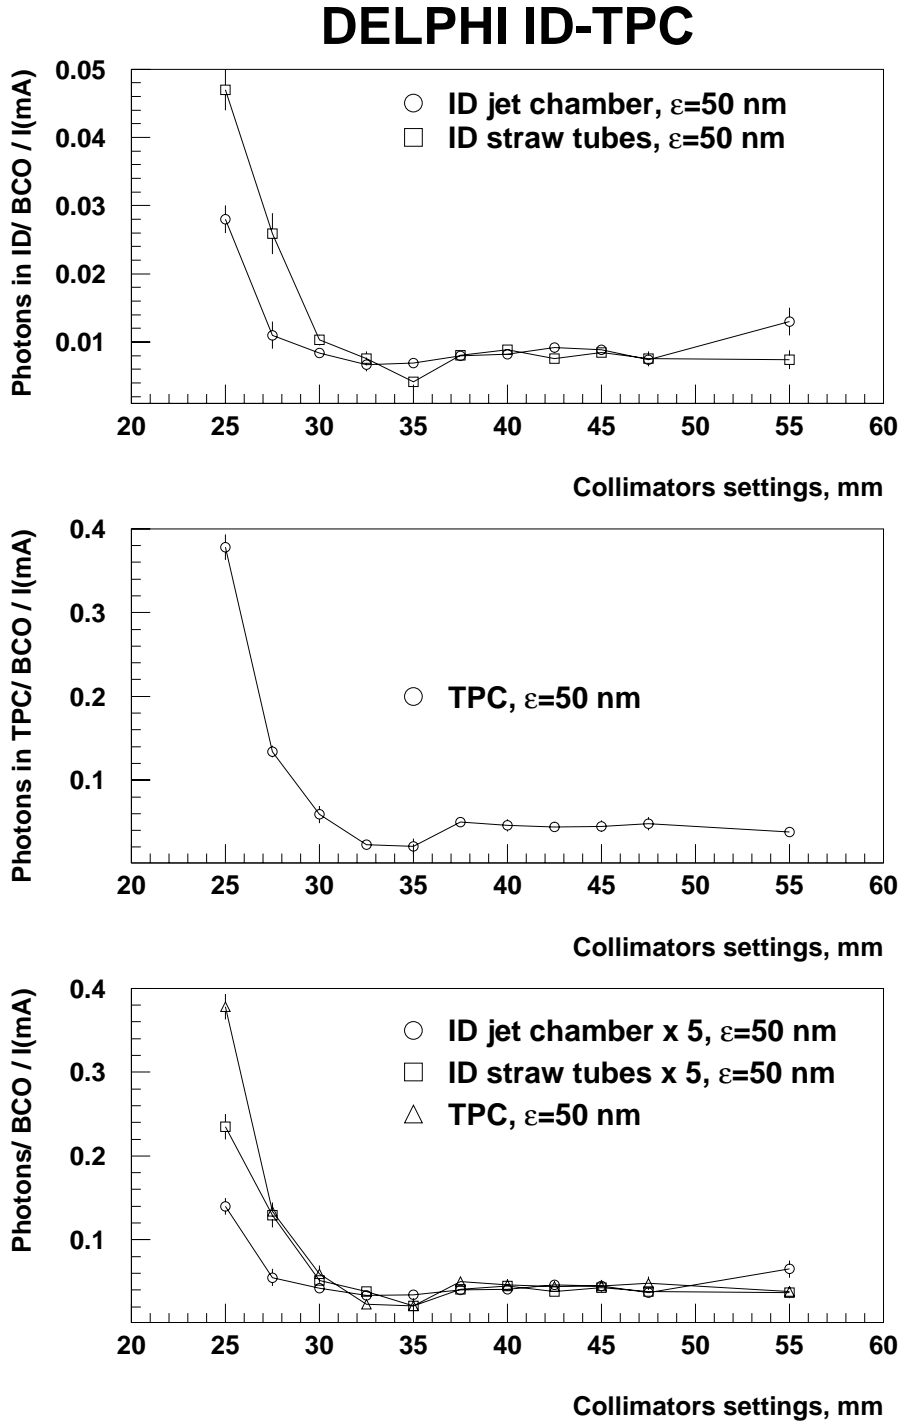 DELPHI ID-TPC
Photons in ID/ BCO / I(mA)
0.05
0.04
0.03
0.02
0.01
ID jet chamber, ε=50 nm
ID straw tubes, ε=50 nm
20 25 30 35 40 45 50 55 60
Collimators settings, mm
Photons in TPC/ BCO / I(mA)
0.4
0.3
0.2
0.1
TPC, ε=50 nm
20 25 30 35 40 45 50 55 60
Collimators settings, mm
Photons/ BCO / I(mA)
0.4
0.3
0.2
0.1
ID jet chamber x 5, ε=50 nm
ID straw tubes x 5, ε=50 nm
TPC, ε=50 nm
20 25 30 35 40 45 50 55 60
Collimators settings, mm